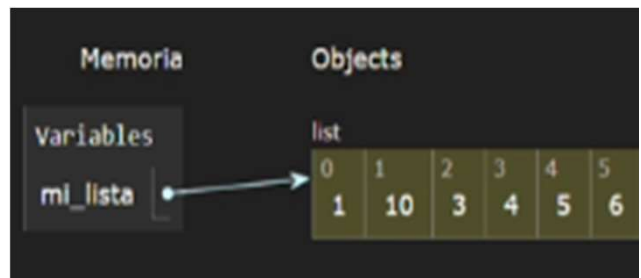 Memoria Objects
Variables list
mi_lista
0 1 2 3 4 5
1 10 3 4 5 6